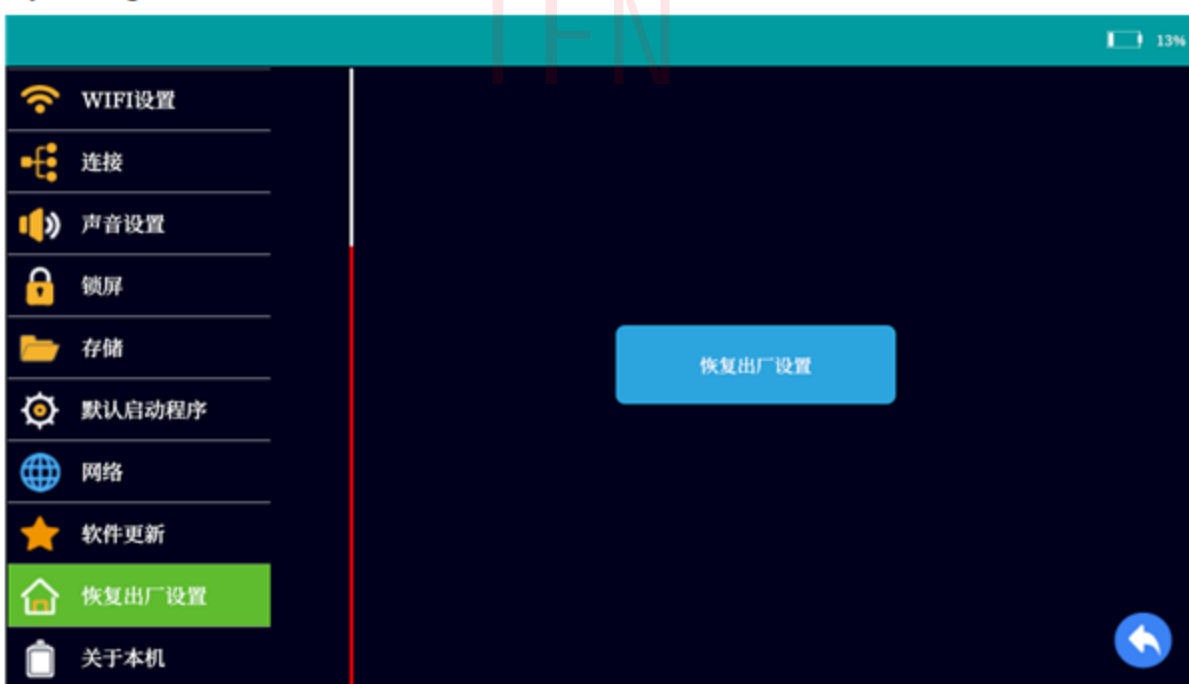 13%
WIFI设置
连接
声音设置
锁屏
存储
默认启动程序
网络
软件更新
恢复出厂设置
关于本机
恢复出厂设置